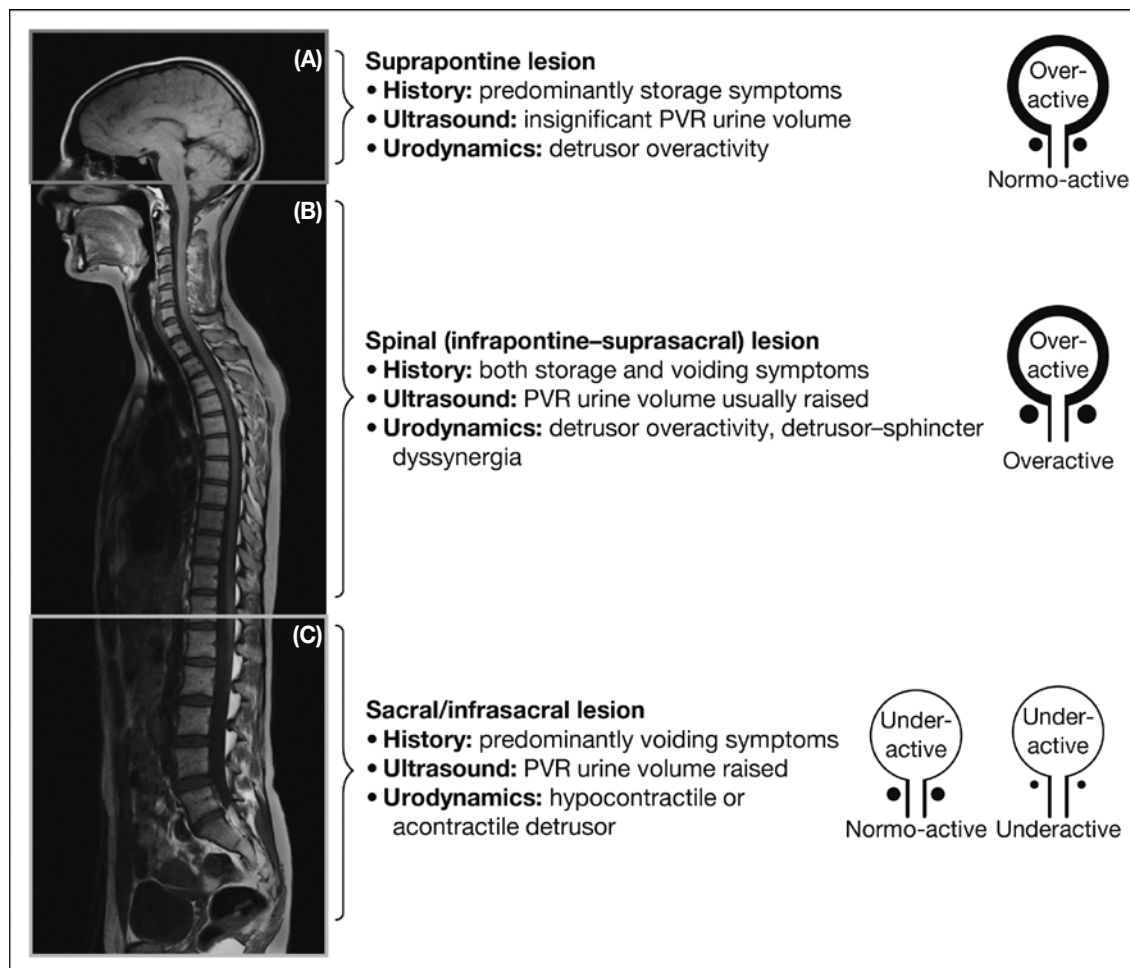 (A)
Suprapontine lesion
• History: predominantly storage symptoms
• Ultrasound: insignificant PVR urine volume
• Urodynamics: detrusor overactivity
Over-
active
Normo-active
(B)
Spinal (infrapontine–suprasacral) lesion
• History: both storage and voiding symptoms
• Ultrasound: PVR urine volume usually raised
• Urodynamics: detrusor overactivity, detrusor–sphincter
dyssynergia
Over-
active
Overactive
(C)
Sacral/infrasacral lesion
• History: predominantly voiding symptoms
• Ultrasound: PVR urine volume raised
• Urodynamics: hypocontractile or
acontractile detrusor
Under-
active
Normo-active
Under-
active
Underactive